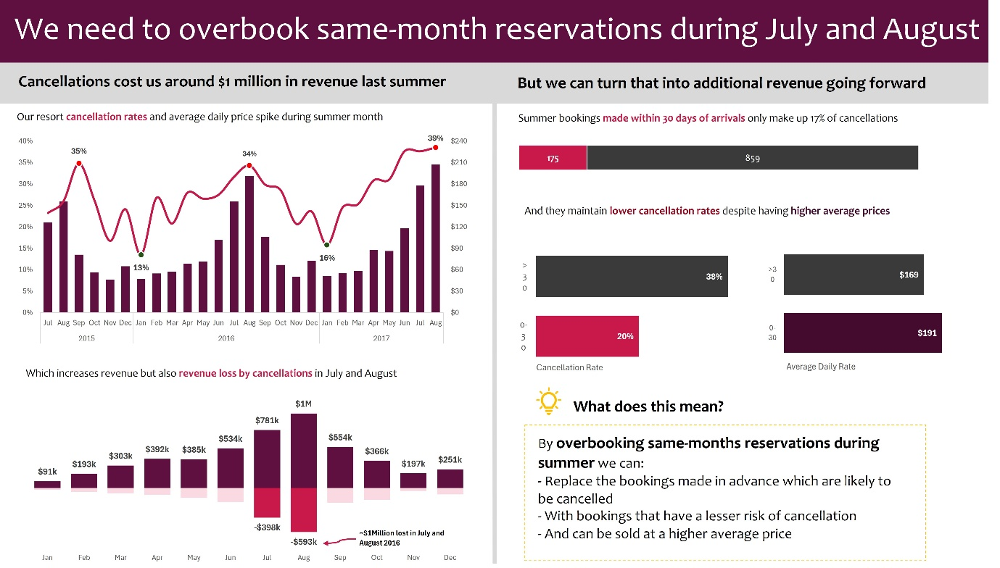 We need to overbook same-month reservations during July and August
Cancellations cost us around $1 million in revenue last summer
Our resort cancellation rates and average daily price spike during summer month
40%
35%
30%
25%
20%
15%
10%
5%
0%
35%
13%
34%
16%
39%
$240
$210
$180
$150
$120
$90
$60
$30
$0
Jul Aug Sep Oct Nov Dec Jan Feb Mar Apr May Jun Jul Aug Sep Oct Nov Dec Jan Feb Mar Apr May Jun Jul Aug
2015 2016 2017
Which increases revenue but also revenue loss by cancellations in July and August
$91k $193k $303k $392k $385k $534k $781k $1M $554k $366k $197k $251k
-$398k
-$593k
~$1Million lost in July and
August 2016
Jan Feb Mar Apr May Jun Jul Aug Sep Oct Nov Dec
But we can turn that into additional revenue going forward
Summer bookings made within 30 days of arrivals only make up 17% of cancellations
175 859
And they maintain lower cancellation rates despite having higher average prices
>
3
0
38%
0-
3
0
20%
Cancellation Rate
>3
0
$169
0-
30
$191
Average Daily Rate
What does this mean?
By overbooking same-months reservations during
summer we can:
- Replace the bookings made in advance which are likely to
be cancelled
- With bookings that have a lesser risk of cancellation
- And can be sold at a higher average price